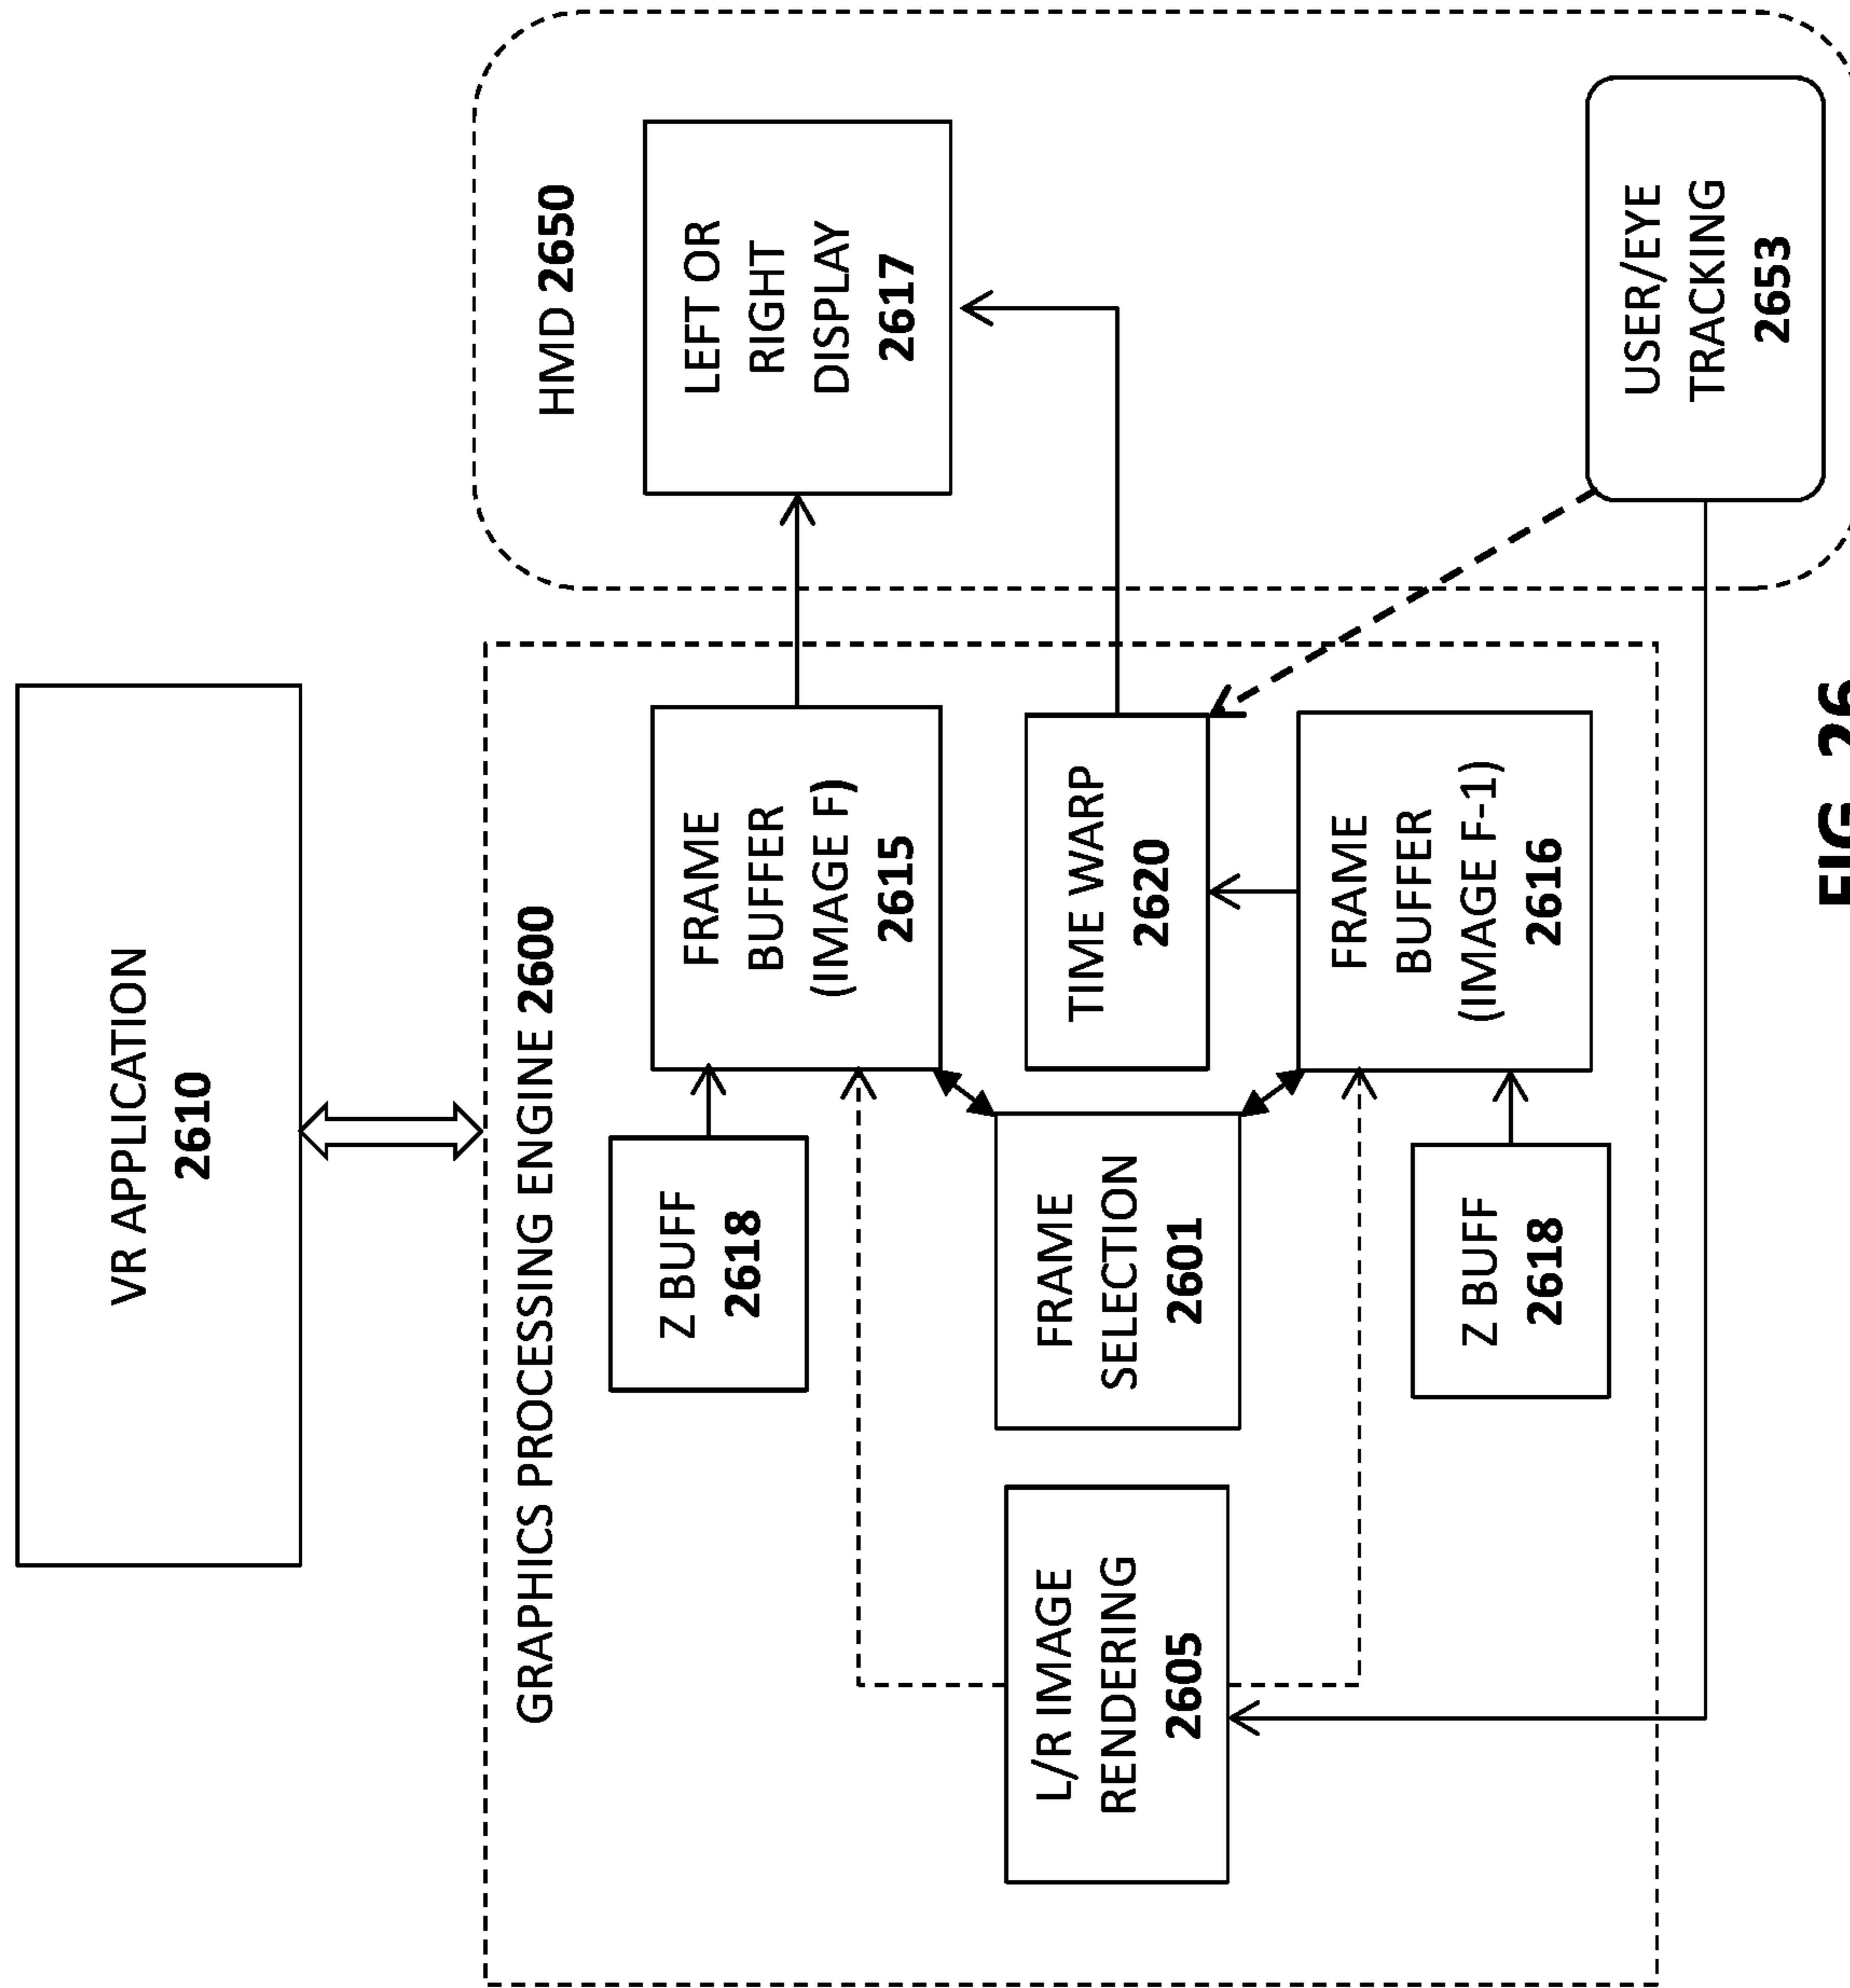 VR APPLICATION
2610
GRAPHICS PROCESSING ENGINE 2600
HMD 2650
Z BUFF
2618
FRAME
BUFFER
(IMAGE F)
2615
LEFT OR
RIGHT
DISPLAY
2617
L/R IMAGE
RENDERING
2605
FRAME
SELECTION
2601
TIME WARP
2620
Z BUFF
2618
FRAME
BUFFER
(IMAGE F-1)
2616
USER/EYE
TRACKING
2653
FIG. 26